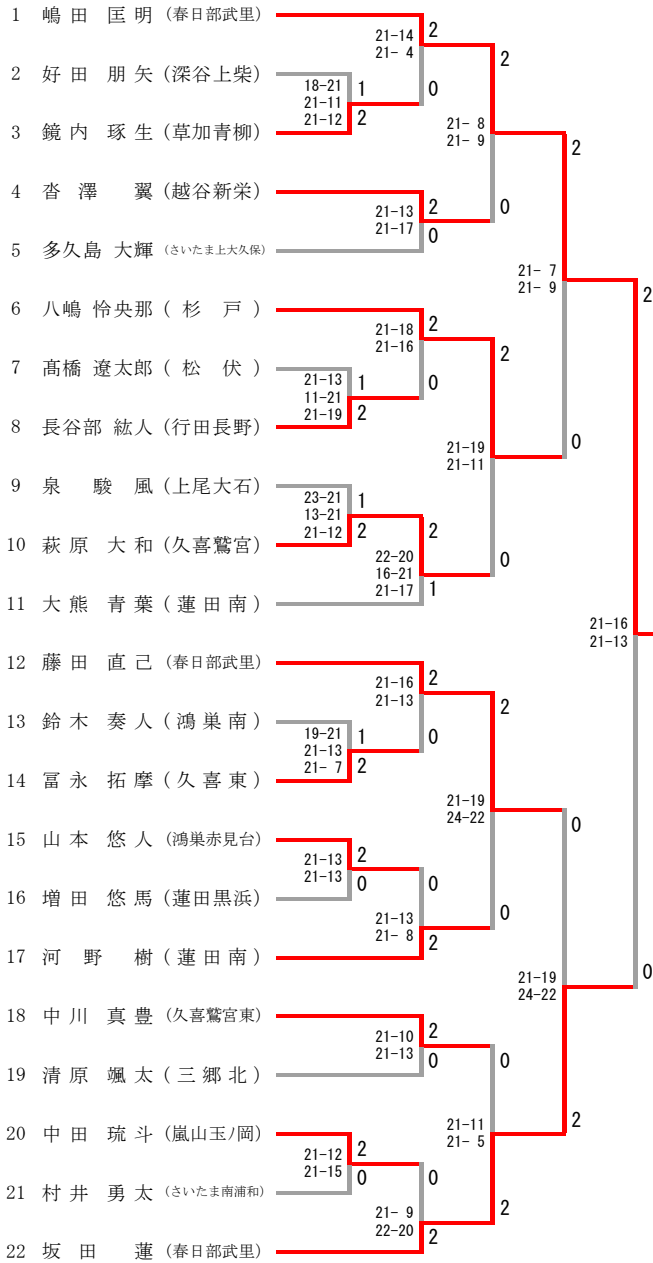 1 嶋田 匡明 (春日部武里)
21-14 2
21- 4
2
2 好田 朋矢 (深谷上柴)
18-21 1
0
21-11
21-12 2
21- 8
3 鏡内 琢生 (草加青柳)
21- 9
2
4 沓澤 翼 (越谷新栄)
21-13 2
0
21-17 0
5 多久島 大輝 (さいたま上大久保)
21- 7
21- 9
2
6 八嶋 怜央那 (杉戸)
21-18 2
21-16
2
7 髙橋 遼太郎 (松伏)
21-13 1
0
11-21
21-19 2
8 長谷部 紘人 (行田長野)
21-19
0
21-11
9 泉 駿風 (上尾大石)
23-21 1
13-21
21-12 2
2
10 萩原 大和 (久喜鷲宮)
22-20
0
16-21
21-17 1
11 大熊 青葉 (蓮田南)
21-16
21-13
12 藤田 直己 (春日部武里)
21-16 2
21-13
2
13 鈴木 奏人 (鴻巣南)
19-21 1
0
21-13
21- 7 2
14 冨永 拓摩 (久喜東)
21-19
24-22
0
15 山本 悠人 (鴻巣赤見台)
21-13 2
21-13 0
0
16 増田 悠馬 (蓮田黒浜)
21-13
0
21- 8 2
17 河野 樹 (蓮田南)
21-19
0
24-22
18 中川 真豊 (久喜鷲宮東)
21-10 2
21-13 0
0
19 清原 颯太 (三郷北)
21-11
2
21- 5
20 中田 琉斗 (嵐山玉ノ岡)
21-12 2
21-15 0
0
21 村井 勇太 (さいたま南浦和)
21- 9
2
22-20 2
22 坂田 蓮 (春日部武里)